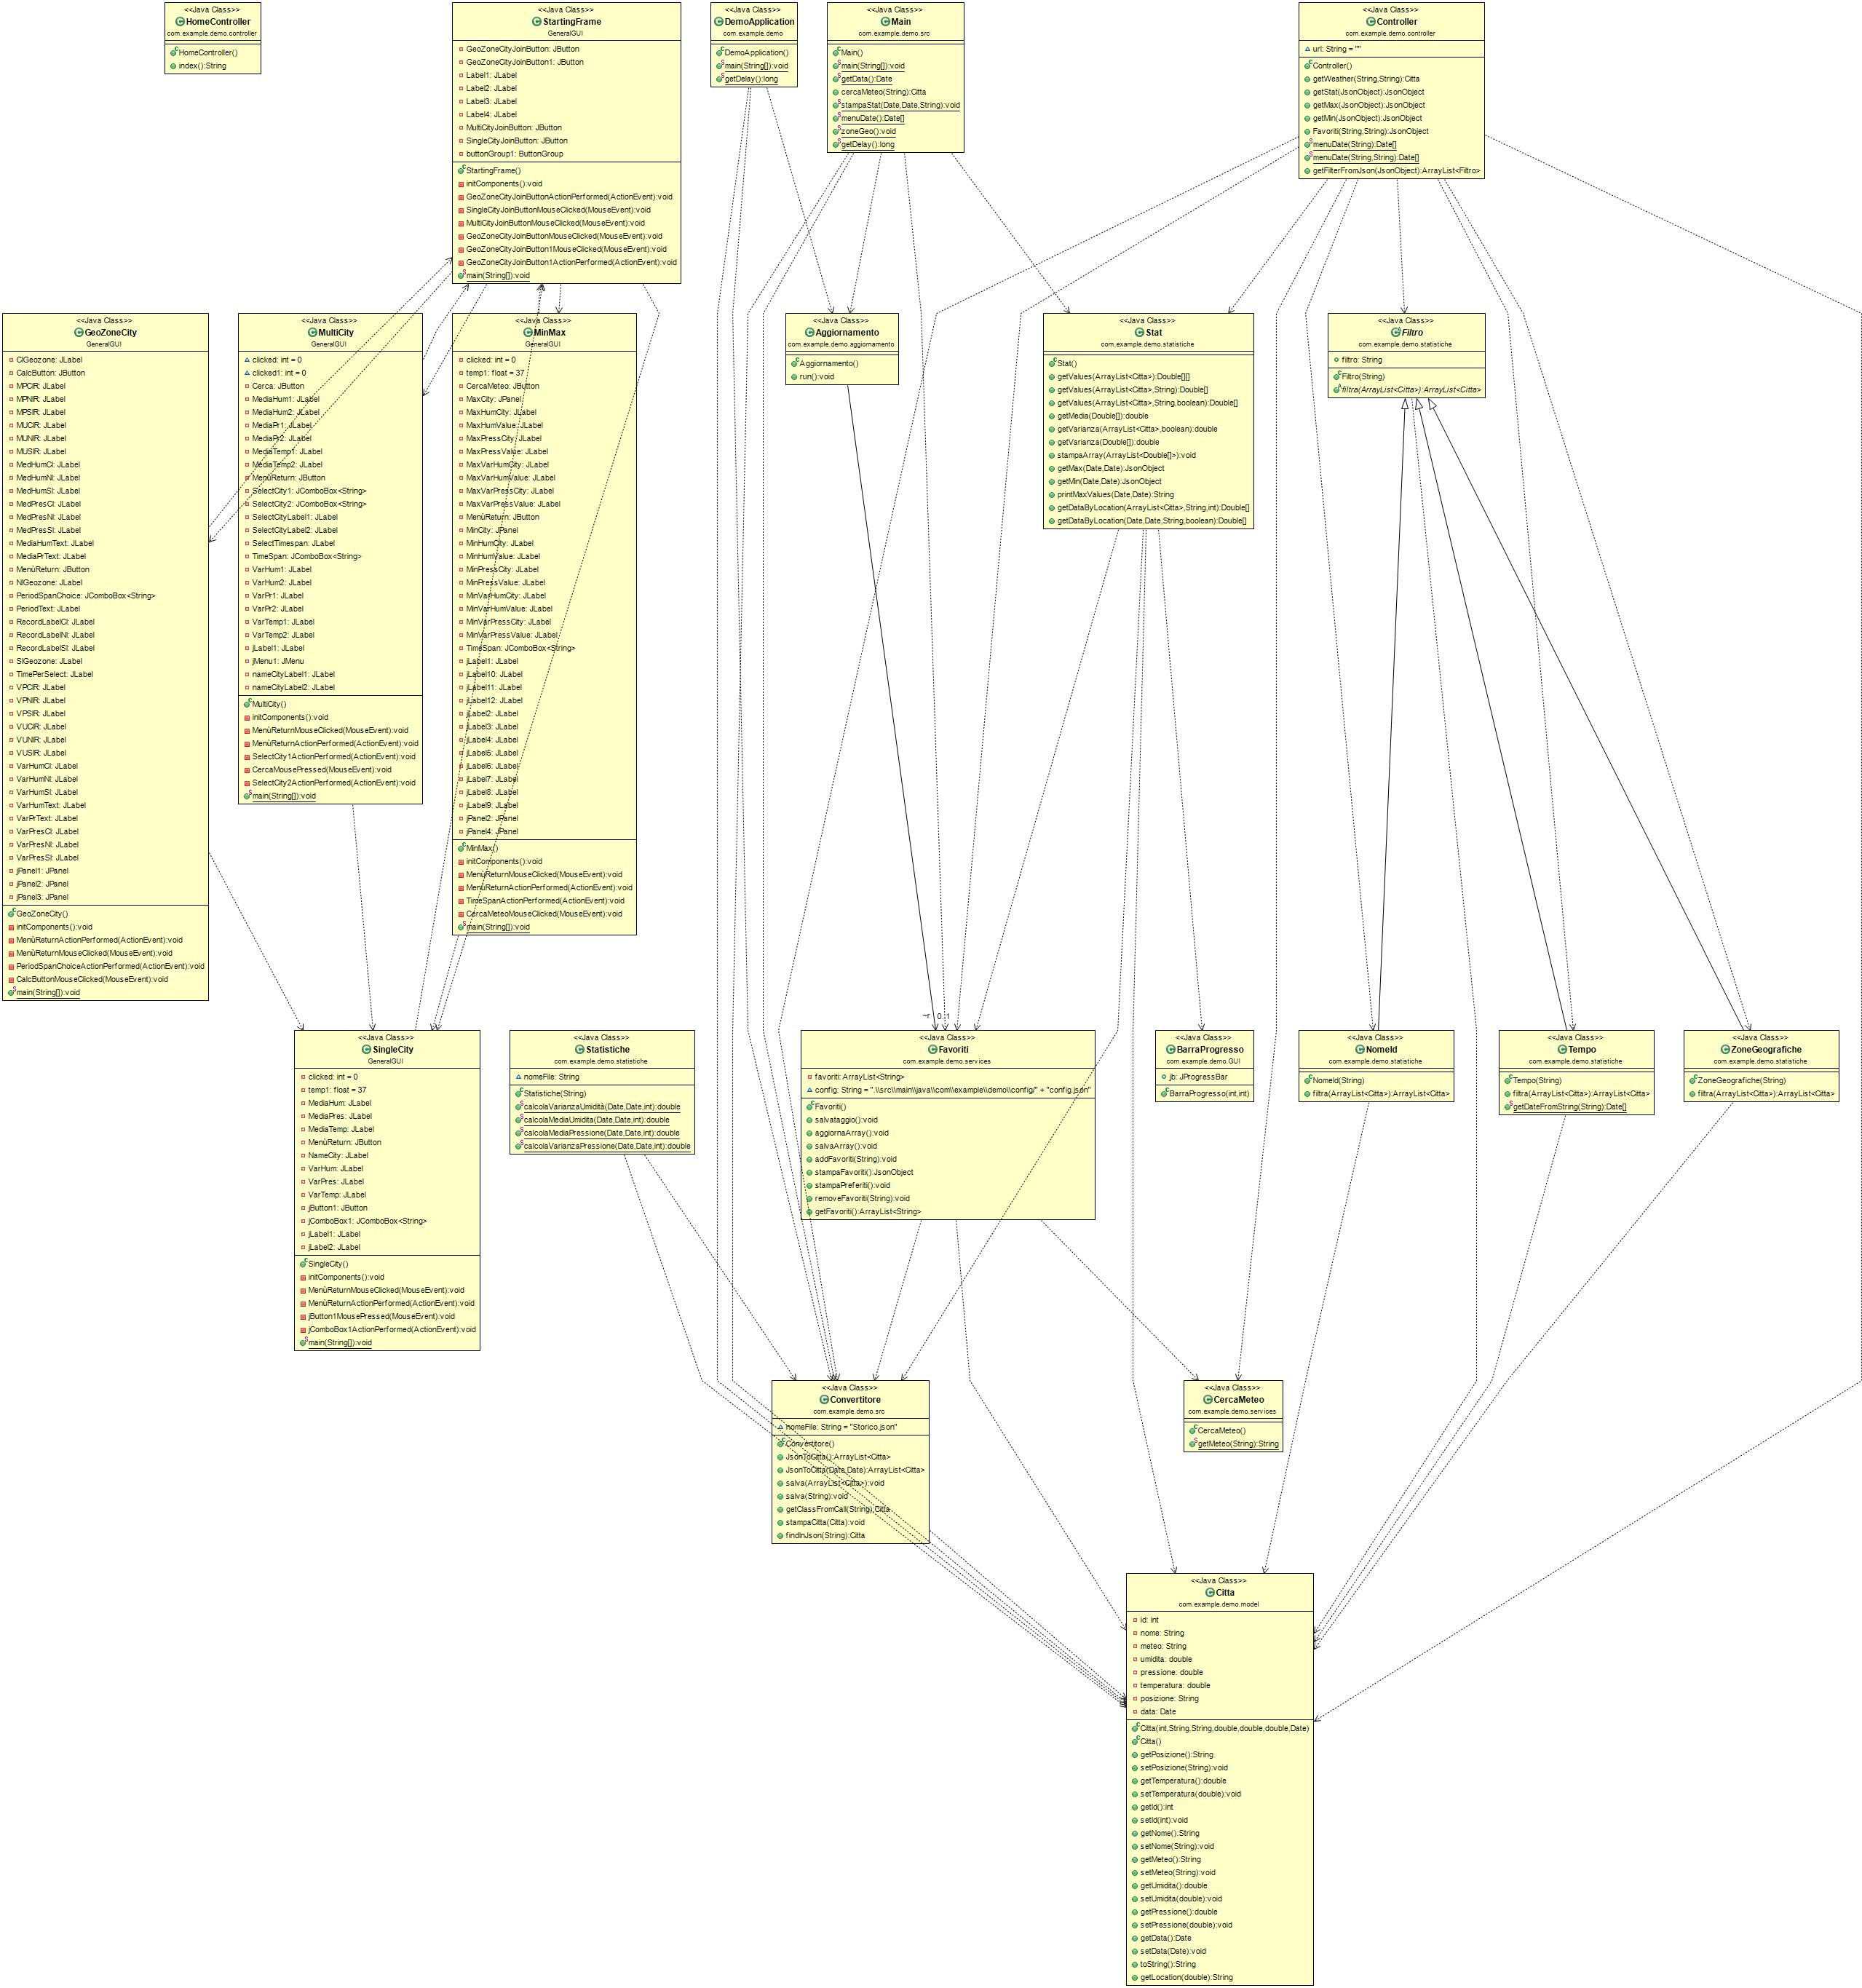 <<Java Class>>
HomeController
com.example.demo.controller
HomeController()
index():String
<<Java Class>>
StartingFrame
GeneralGUI
GeoZoneCityJoinButton: JButton
GeoZoneCityJoinButton1: JButton
Label1: JLabel
Label2: JLabel
Label3: JLabel
Label4: JLabel
MultiCityJoinButton: JButton
SingleCityJoinButton: JButton
buttonGroup1: ButtonGroup
StartingFrame()
initComponents():void
GeoZoneCityJoinButtonActionPerformed(ActionEvent):void
SingleCityJoinButtonMouseClicked(MouseEvent):void
MultiCityJoinButtonMouseClicked(MouseEvent):void
GeoZoneCityJoinButtonMouseClicked(MouseEvent):void
GeoZoneCityJoinButton1MouseClicked(MouseEvent):void
GeoZoneCityJoinButton1ActionPerformed(ActionEvent):void
main(String[]):void
<<Java Class>>
DemoApplication
com.example.demo
DemoApplication()
main(String[]):void
getDelay():long
<<Java Class>>
Main
com.example.demo.src
Main()
main(String[]):void
getData():Date
cercaMeteo(String):Citta
stampaStat(Date,Date,String):void
menuDate():Date[]
zoneGeo():void
getDelay():long
<<Java Class>>
Controller
com.example.demo.controller
url: String = ""
Controller()
getWeather(String,String):Citta
getStat(JsonObject):JsonObject
getMax(JsonObject):JsonObject
getMin(JsonObject):JsonObject
Favoriti(String,String):JsonObject
menuDate(String):Date[]
menuDate(String,String):Date[]
getFilterFromJson(JsonObject):ArrayList<Filtro>
<<Java Class>>
GeoZoneCity
GeneralGUI
CIGeozone: JLabel
CalcButton: JButton
MPCIR: JLabel
MPNIR: JLabel
MPSIR: JLabel
MUCIR: JLabel
MUNIR: JLabel
MUSIR: JLabel
MedHumCI: JLabel
MedHumNI: JLabel
MedHumSI: JLabel
MedPresCI: JLabel
MedPresNI: JLabel
MedPresSI: JLabel
MediaHumText: JLabel
MediaPrText: JLabel
MenùReturn: JButton
NIGeozone: JLabel
PeriodSpanChoice: JComboBox<String>
PeriodText: JLabel
RecordLabelCI: JLabel
RecordLabelNI: JLabel
RecordLabelSI: JLabel
SIGeozone: JLabel
TimePerSelect: JLabel
VPCIR: JLabel
VPNIR: JLabel
VPSIR: JLabel
VUCIR: JLabel
VUNIR: JLabel
VUSIR: JLabel
VarHumCI: JLabel
VarHumNI: JLabel
VarHumSI: JLabel
VarHumText: JLabel
VarPrText: JLabel
VarPresCI: JLabel
VarPresNI: JLabel
VarPresSI: JLabel
jPanel1: JPanel
jPanel2: JPanel
jPanel3: JPanel
GeoZoneCity()
initComponents():void
MenùReturnActionPerformed(ActionEvent):void
MenùReturnMouseClicked(MouseEvent):void
PeriodSpanChoiceActionPerformed(ActionEvent):void
CalcButtonMouseClicked(MouseEvent):void
main(String[]):void
<<Java Class>>
MultiCity
GeneralGUI
clicked: int = 0
clicked1: int = 0
Cerca: JButton
MediaHum1: JLabel
MediaHum2: JLabel
MediaPr1: JLabel
MediaPr2: JLabel
MediaTemp1: JLabel
MediaTemp2: JLabel
MenùReturn: JButton
SelectCity1: JComboBox<String>
SelectCity2: JComboBox<String>
SelectCityLabel1: JLabel
SelectCityLabel2: JLabel
SelectTimespan: JLabel
TimeSpan: JComboBox<String>
VarHum1: JLabel
VarHum2: JLabel
VarPr1: JLabel
VarPr2: JLabel
VarTemp1: JLabel
VarTemp2: JLabel
jLabel1: JLabel
jMenu1: JMenu
nameCityLabel1: JLabel
nameCityLabel2: JLabel
MultiCity()
initComponents():void
MenùReturnMouseClicked(MouseEvent):void
MenùReturnActionPerformed(ActionEvent):void
SelectCity1ActionPerformed(ActionEvent):void
CercaMousePressed(MouseEvent):void
SelectCity2ActionPerformed(ActionEvent):void
main(String[]):void
<<Java Class>>
MinMax
GeneralGUI
clicked: int = 0
temp1: float = 37
CercaMeteo: JButton
MaxCity: JPanel
MaxHumCity: JLabel
MaxHumValue: JLabel
MaxPressCity: JLabel
MaxPressValue: JLabel
MaxVarHumCity: JLabel
MaxVarHumValue: JLabel
MaxVarPressCity: JLabel
MaxVarPressValue: JLabel
MenùReturn: JButton
MinCity: JPanel
MinHumCity: JLabel
MinHumValue: JLabel
MinPressCity: JLabel
MinPressValue: JLabel
MinVarHumCity: JLabel
MinVarHumValue: JLabel
MinVarPressCity: JLabel
MinVarPressValue: JLabel
TimeSpan: JComboBox<String>
jLabel1: JLabel
jLabel10: JLabel
jLabel11: JLabel
jLabel12: JLabel
jLabel2: JLabel
jLabel3: JLabel
jLabel4: JLabel
jLabel5: JLabel
jLabel6: JLabel
jLabel7: JLabel
jLabel8: JLabel
jLabel9: JLabel
jPanel2: JPanel
jPanel4: JPanel
MinMax()
initComponents():void
MenùReturnMouseClicked(MouseEvent):void
MenùReturnActionPerformed(ActionEvent):void
TimeSpanActionPerformed(ActionEvent):void
CercaMeteoMouseClicked(MouseEvent):void
main(String[]):void
<<Java Class>>
Aggiornamento
com.example.demo.aggiornamento
Aggiornamento()
run():void
<<Java Class>>
Stat
com.example.demo.statistiche
Stat()
getValues(ArrayList<Citta>):Double[][]
getValues(ArrayList<Citta>,String):Double[]
getValues(ArrayList<Citta>,String,boolean):Double[]
getMedia(Double[]):double
getVarianza(ArrayList<Citta>,boolean):double
getVarianza(Double[]):double
stampaArray(ArrayList<Double[]>):void
getMax(Date,Date):JsonObject
getMin(Date,Date):JsonObject
printMaxValues(Date,Date):String
getDataByLocation(ArrayList<Citta>,String,int):Double[]
getDataByLocation(Date,Date,String,boolean):Double[]
<<Java Class>>
Filtro
com.example.demo.statistiche
filtro: String
Filtro(String)
filtra(ArrayList<Citta>):ArrayList<Citta>
~r 0..1
<<Java Class>>
SingleCity
GeneralGUI
clicked: int = 0
temp1: float = 37
MediaHum: JLabel
MediaPres: JLabel
MediaTemp: JLabel
MenùReturn: JButton
NameCity: JLabel
VarHum: JLabel
VarPres: JLabel
VarTemp: JLabel
jButton1: JButton
jComboBox1: JComboBox<String>
jLabel1: JLabel
jLabel2: JLabel
SingleCity()
initComponents():void
MenùReturnMouseClicked(MouseEvent):void
MenùReturnActionPerformed(ActionEvent):void
jButton1MousePressed(MouseEvent):void
jComboBox1ActionPerformed(ActionEvent):void
main(String[]):void
<<Java Class>>
Statistiche
com.example.demo.statistiche
nomeFile: String
Statistiche(String)
calcolaVarianzaUmidità(Date,Date,int):double
calcolaMediaUmidita(Date,Date,int):double
calcolaMediaPressione(Date,Date,int):double
calcolaVarianzaPressione(Date,Date,int):double
<<Java Class>>
Favoriti
com.example.demo.services
favoriti: ArrayList<String>
config: String = ".\\src\\main\\java\\com\\example\\demo\\config/" + "config.json"
Favoriti()
salvataggio():void
aggiornaArray():void
salvaArray():void
addFavoriti(String):void
stampaFavoriti():JsonObject
stampaPreferiti():void
removeFavoriti(String):void
getFavoriti():ArrayList<String>
<<Java Class>>
BarraProgresso
com.example.demo.GUI
jb: JProgressBar
BarraProgresso(int,int)
<<Java Class>>
NomeId
com.example.demo.statistiche
NomeId(String)
filtra(ArrayList<Citta>):ArrayList<Citta>
<<Java Class>>
Tempo
com.example.demo.statistiche
Tempo(String)
filtra(ArrayList<Citta>):ArrayList<Citta>
getDateFromString(String):Date[]
<<Java Class>>
ZoneGeografiche
com.example.demo.statistiche
ZoneGeografiche(String)
filtra(ArrayList<Citta>):ArrayList<Citta>
<<Java Class>>
Convertitore
com.example.demo.src
nomeFile: String = "Storico.json"
Convertitore()
JsonToCitta():ArrayList<Citta>
JsonToCitta(Date,Date):ArrayList<Citta>
salva(ArrayList<Citta>):void
salva(String):void
getClassFromCall(String):Citta
stampaCitta(Citta):void
findInJson(String):Citta
<<Java Class>>
CercaMeteo
com.example.demo.services
CercaMeteo()
getMeteo(String):String
<<Java Class>>
Citta
com.example.demo.model
id: int
nome: String
meteo: String
umidita: double
pressione: double
temperatura: double
posizione: String
data: Date
Citta(int,String,String,double,double,double,Date)
Citta()
getPosizione():String
setPosizione(String):void
getTemperatura():double
setTemperatura(double):void
getId():int
setId(int):void
getNome():String
setNome(String):void
getMeteo():String
setMeteo(String):void
getUmidita():double
setUmidita(double):void
getPressione():double
setPressione(double):void
getData():Date
setData(Date):void
toString():String
getLocation(double):String